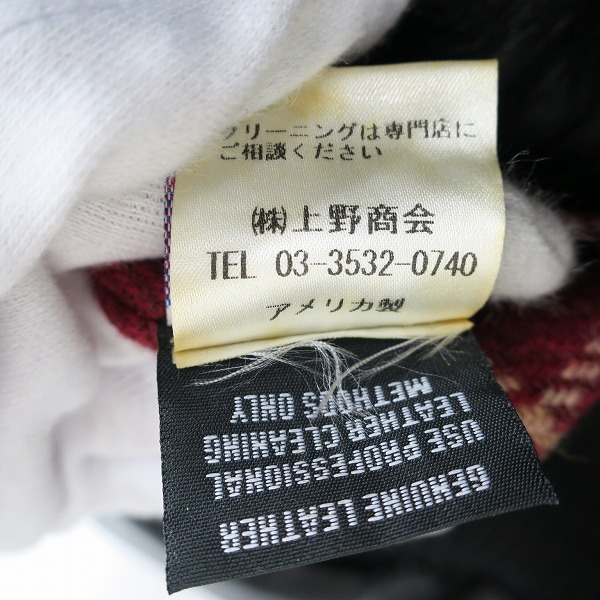 クリーニングは専門店に
ご相談ください
㈱上野商会
TEL 03-3532-0740
アメリカ製
GENUINE LEATHER
USE PROFESSIONAL
LEATHER CLEANING
METHODS ONLY